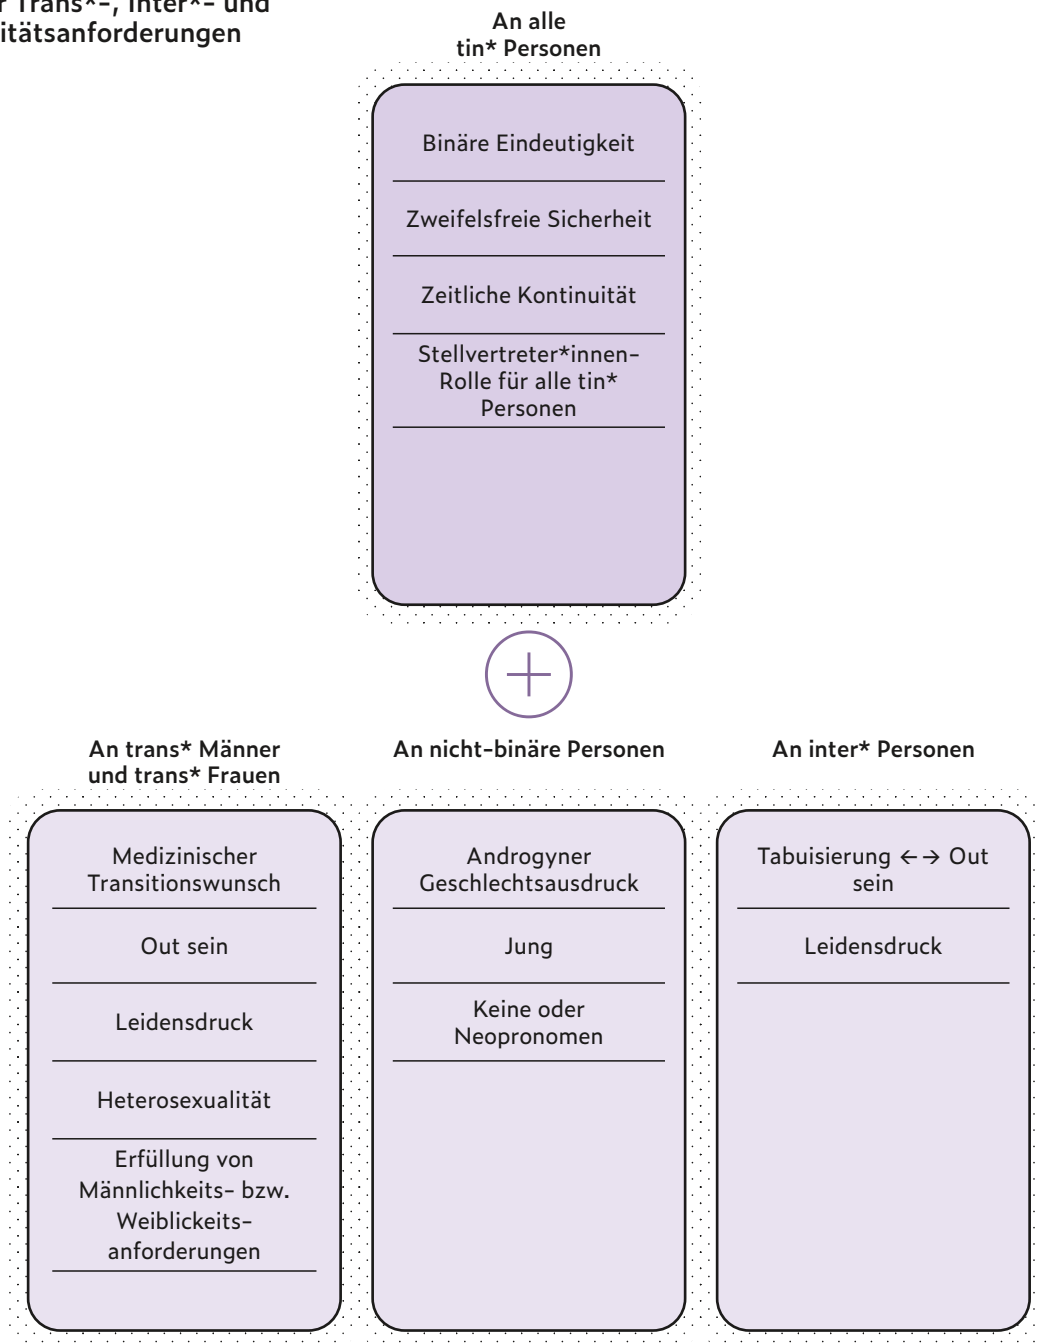 Trans*-, Inter*- und
itätsanforderungen
An alle
tin* Personen
Binäre Eindeutigkeit
Zweifelsfreie Sicherheit
Zeitliche Kontinuität
Stellvertreter*innen-
Rolle für alle tin*
Personen
An trans* Männer
und trans* Frauen
Medizinischer
Transitionswunsch
Out sein
Leidensdruck
Heterosexualität
Erfüllung von
Männlichkeits- bzw.
Weiblickeits-
anforderungen
An nicht-binäre Personen
Androgyner
Geschlechtsausdruck
Jung
Keine oder
Neopronomen
An inter* Personen
Tabuisierung ←→ Out
sein
Leidensdruck